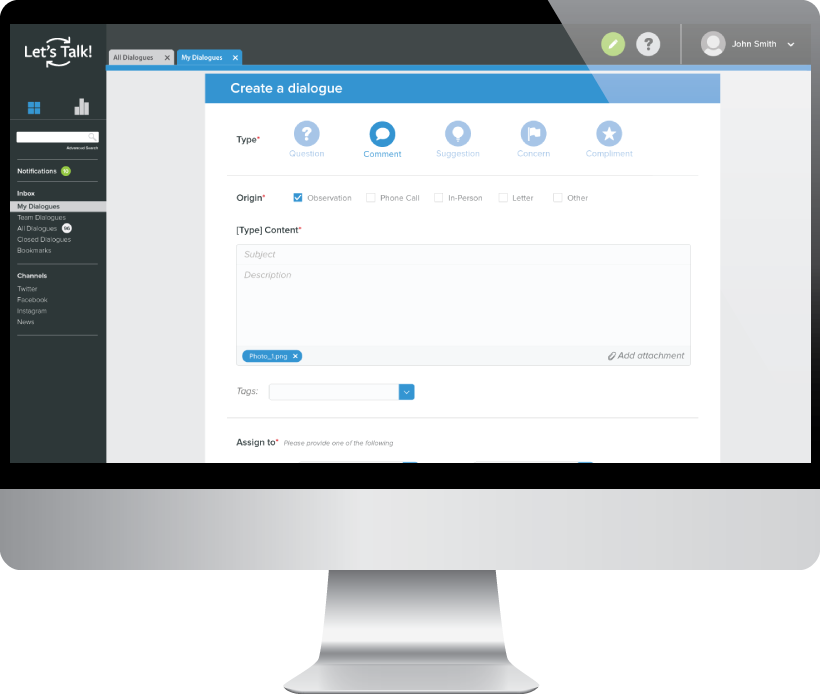 Let's Talk!
All Dialogues x
My Dialogues x
?
John Smith
Advanced Search
Notifications 10
Inbox
My Dialogues
Team Dialogues
All Dialogues 96
Closed Dialogues
Bookmarks
Channels
Twitter
Facebook
Instagram
News
Create a dialogue
Type*
?
Question
Comment
Suggestion
Concern
Compliment
Origin* Observation Phone Call In-Person Letter Other
[Type] Content*
Subject
Description
Photo_1.png x
Add attachment
Tags:
Assign to* Please provide one of the following